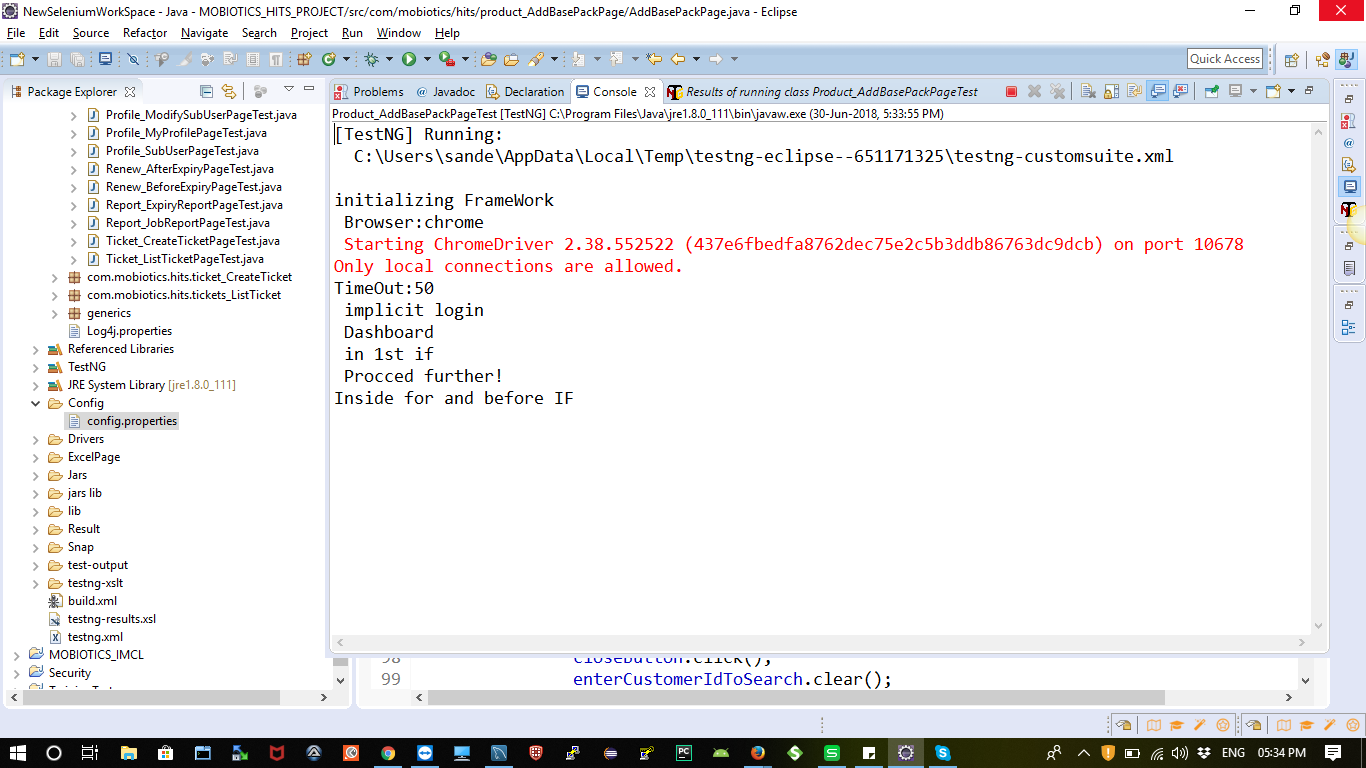 NewSeleniumWorkSpace - Java - MOBIOTICS_HITS_PROJECT/src/com/mobiotics/hits/product_AddBasePackPage/AddBasePackPage.java - Eclipse
File Edit Source Refactor Navigate Search Project Run Window Help
Quick Access
Package Explorer
Problems @ Javadoc Declaration Console Results of running class Product_AddBasePackPageTest
Product_AddBasePackPageTest [TestNG] C:\Program Files\Java\jre1.8.0_111\bin\javaw.exe (30-Jun-2018, 5:33:55 PM)
Profile_ModifySubUserPageTest.java
Profile_MyProfilePageTest.java
Profile_SubUserPageTest.java
Renew_AfterExpiryPageTest.java
Renew_BeforeExpiryPageTest.java
Report_ExpiryReportPageTest.java
Report_JobReportPageTest.java
Ticket_CreateTicketPageTest.java
Ticket_ListTicketPageTest.java
com.mobiotics.hits.ticket_CreateTicket
com.mobiotics.hits.tickets_ListTicket
generics
Log4j.properties
Referenced Libraries
TestNG
JRE System Library [jre1.8.0_111]
Config
config.properties
Drivers
ExcelPage
Jars
jars lib
lib
Result
Snap
test-output
testng-xslt
build.xml
testng-results.xsl
testng.xml
MOBIOTICS_IMCL
Security
[TestNG] Running:
C:\Users\sande\AppData\Local\Temp\testng-eclipse--651171325\testng-customsuite.xml
initializing FrameWork
Browser:chrome
Starting ChromeDriver 2.38.552522 (437e6fbedfa8762dec75e2c5b3ddb86763dc9dcb) on port 10678
Only local connections are allowed.
TimeOut:50
implicit login
Dashboard
in 1st if
Procced further!
Inside for and before IF
98 closeButton.click();
99 enterCustomerIdToSearch.clear();
ENG 05:34 PM